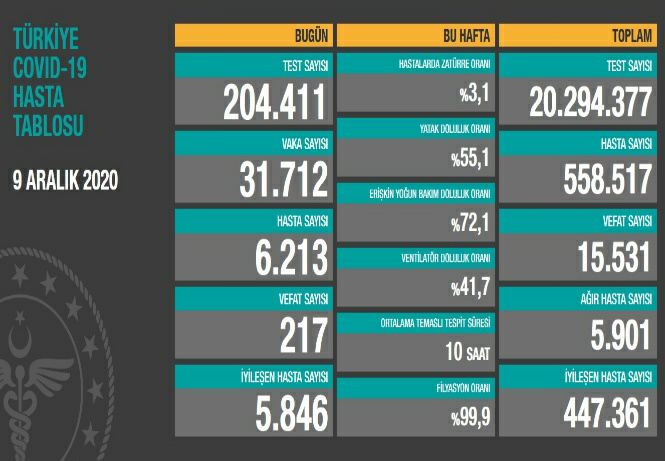 TÜRKİYE
COVID-19
HASTA
TABLOSU
9 ARALIK 2020
BUGÜN
TEST SAYISI
204.411
VAKA SAYISI
31.712
HASTA SAYISI
6.213
VEFAT SAYISI
217
İYİLEŞEN HASTA SAYISI
5.846
BU HAFTA
HASTALARDA ZATÜRRE ORANI
%3,1
YATAK DOLULUK ORANI
%55,1
ERİŞKİN YOĞUN BAKIM DOLULUK ORANI
%72,1
VENTİLATÖR DOLULUK ORANI
%41,7
ORTALAMA TEMASLI TESPİT SÜRESİ
10 SAAT
FİLYASYON ORANI
%99,9
TOPLAM
TEST SAYISI
20.294.377
HASTA SAYISI
558.517
VEFAT SAYISI
15.531
AĞIR HASTA SAYISI
5.901
İYİLEŞEN HASTA SAYISI
447.361